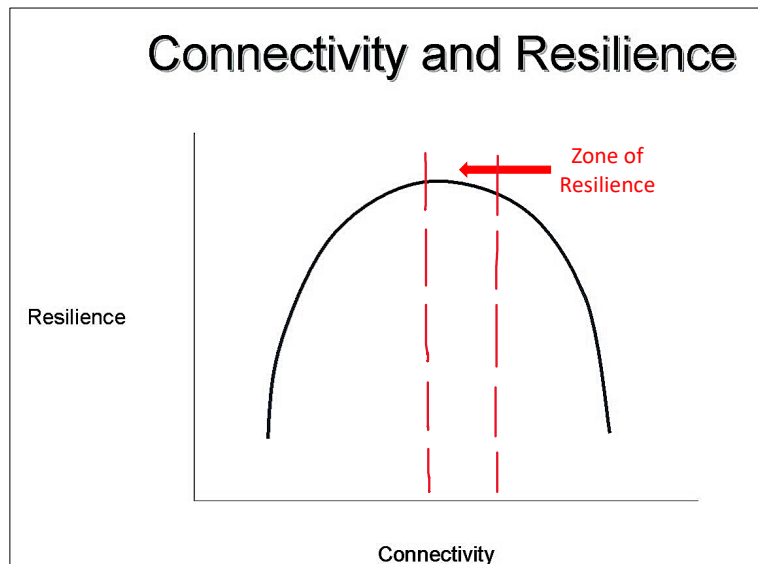 Connectivity and Resilience
Zone of
Resilience
Resilience
Connectivity